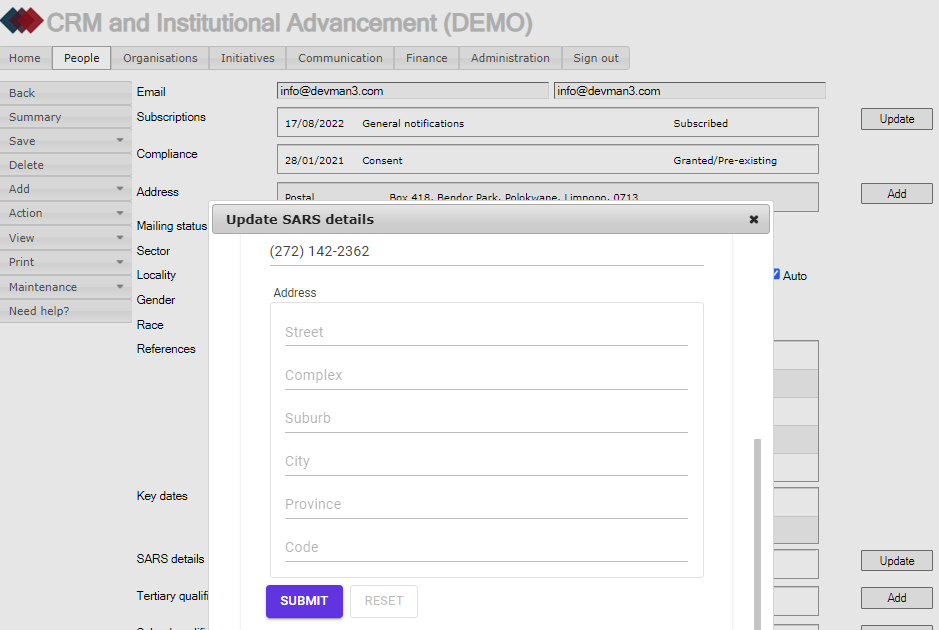 CRM and Institutional Advancement (DEMO)
Home People Organisations Initiatives Communication Finance Administration Sign out
Back
Summary
Save
Delete
Add
Action
View
Print
Maintenance
Need help?
Email info@devman3.com info@devman3.com
Subscriptions 17/08/2022 General notifications Subscribed Update
Compliance 28/01/2021 Consent Granted/Pre-existing
Address Postal Box 418, Bendor Park, Polokwane, Limpopo, 0713 Add
Mailing status
Sector
Locality Auto
Gender
Race
References
Key dates
SARS details Update
Tertiary qualifi Add
Update SARS details
(272) 142-2362
Address
Street
Complex
Suburb
City
Province
Code
SUBMIT RESET